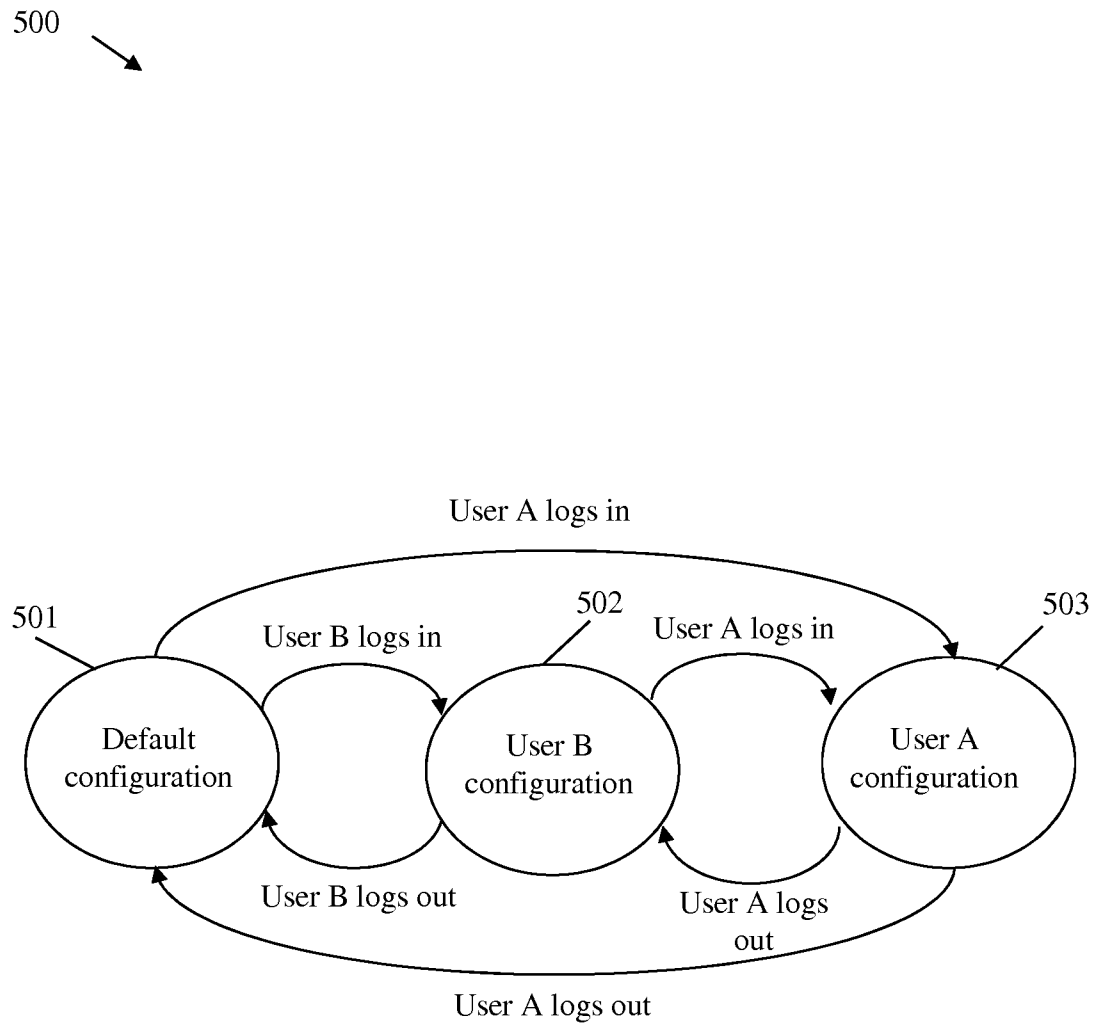 500
User A logs in
501
502
503
User B logs in
User A logs in
Default
configuration
User B
configuration
User A
configuration
User B logs out
User A logs
out
User A logs out